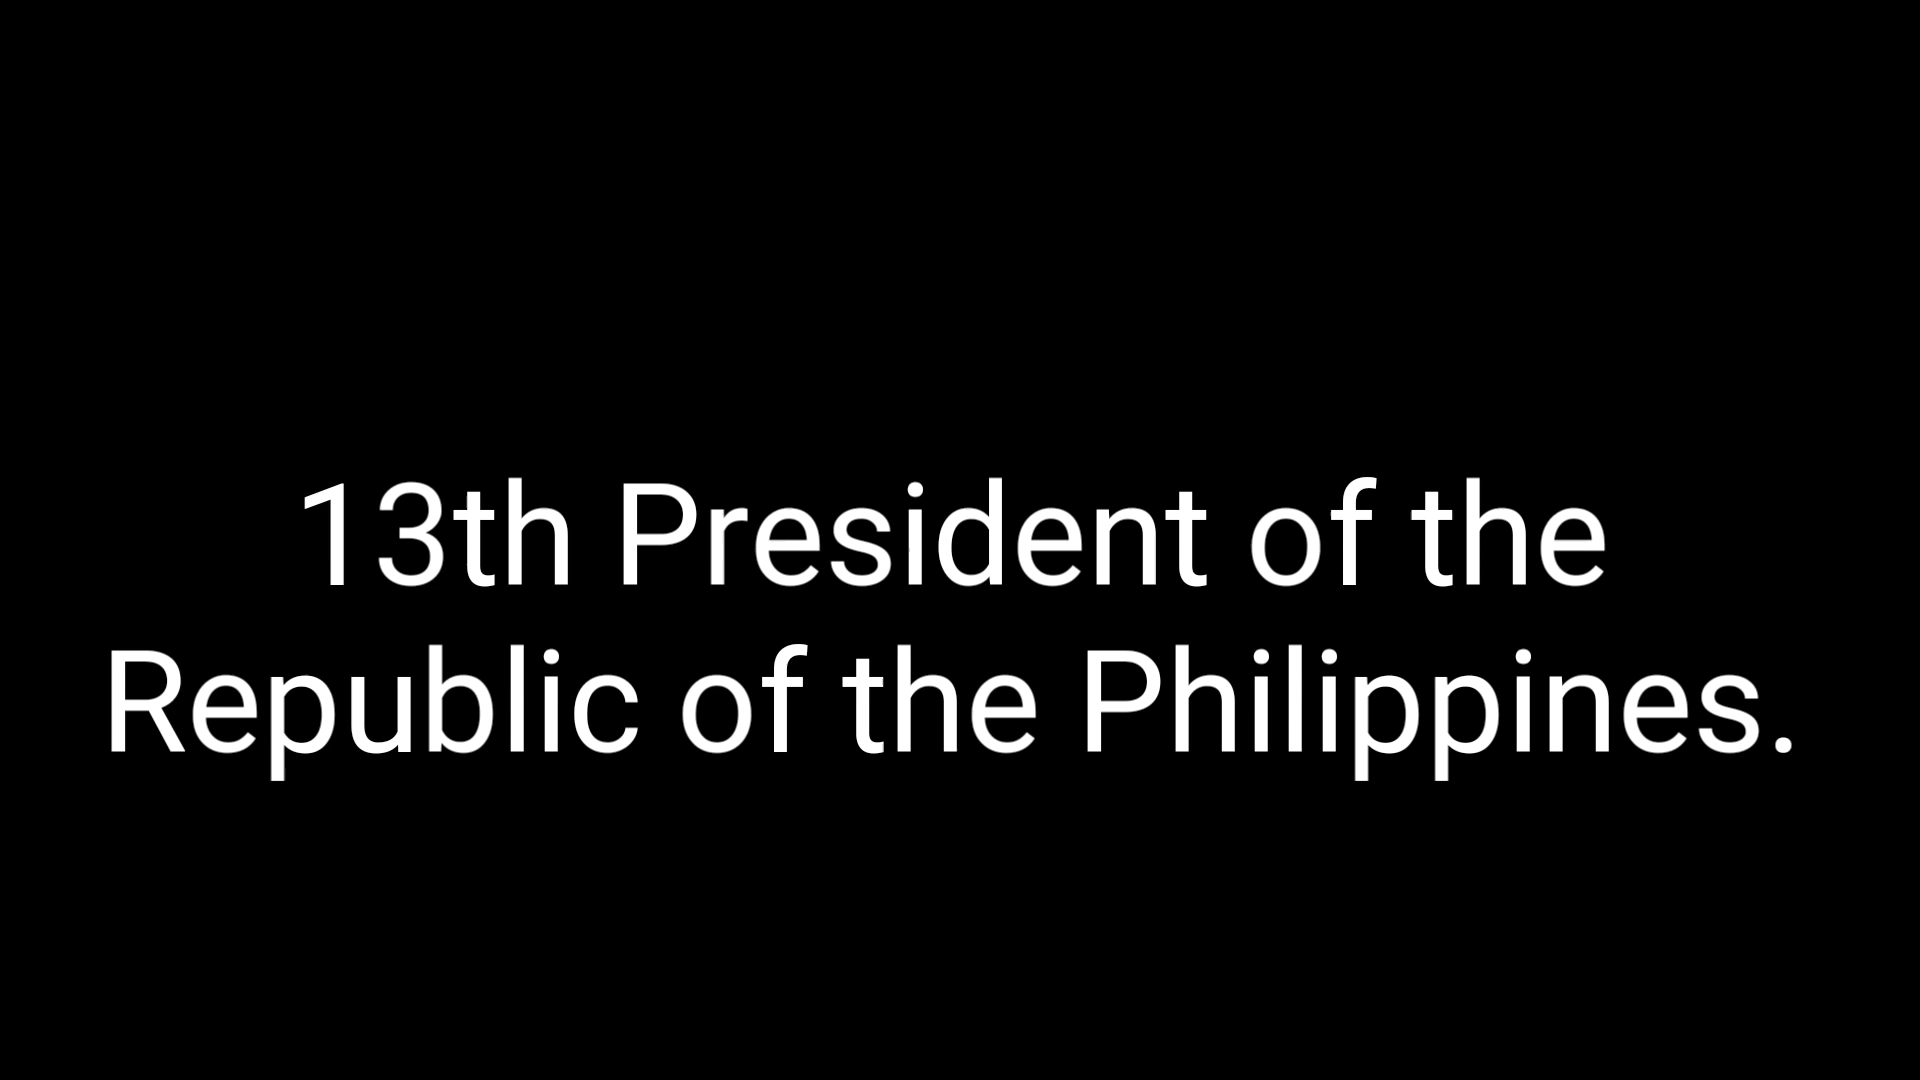 13th President of the
Republic of the Philippines.